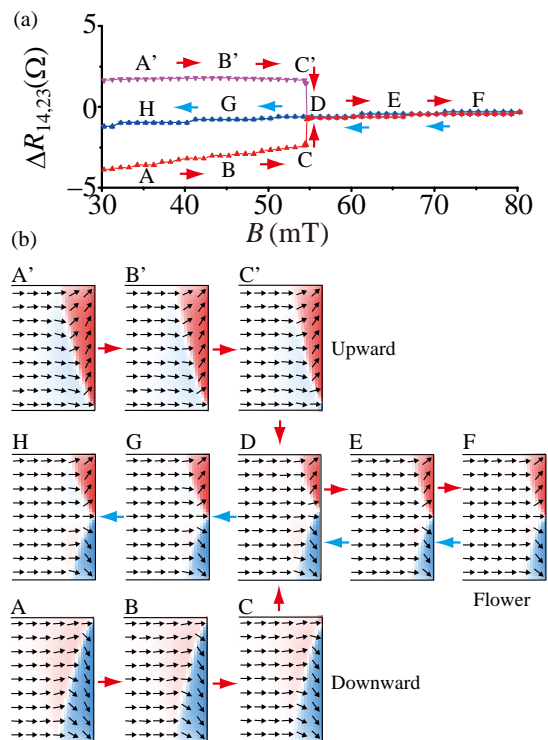 (a)
5
0
−5
ΔR14,23(Ω)
A’ B’ C’
H G D E F
A B C
30 40 50 60 70 80
B (mT)
(b)
A’ B’ C’
Upward
H G D E F
Flower
A B C
Downward